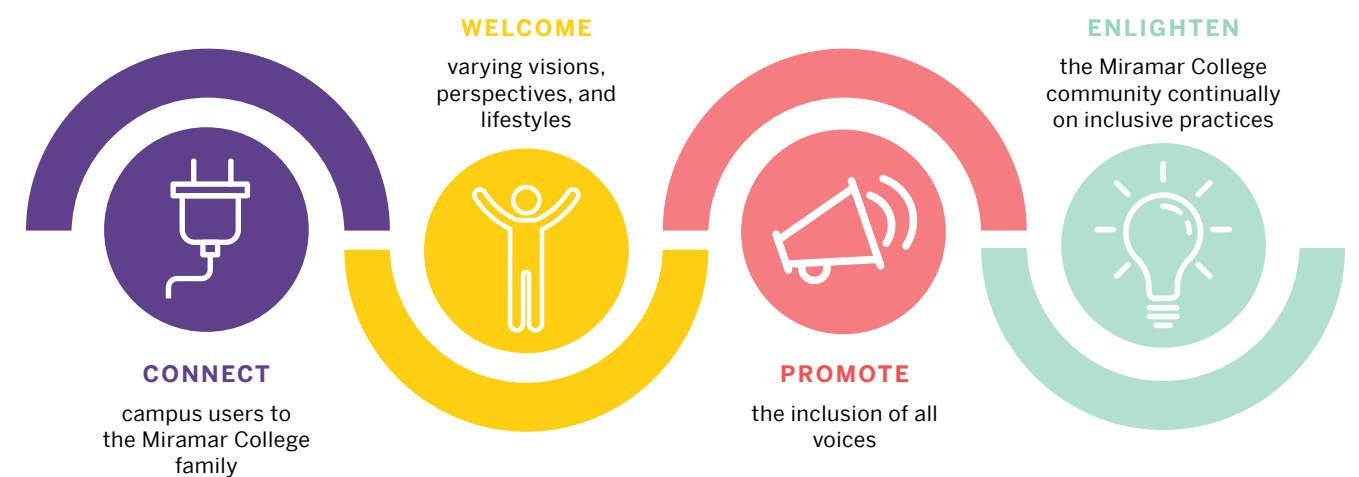 CONNECT
campus users to
the Miramar College
family
WELCOME
varying visions,
perspectives, and
lifestyles
PROMOTE
the inclusion of all
voices
ENLIGHTEN
the Miramar College
community continually
on inclusive practices